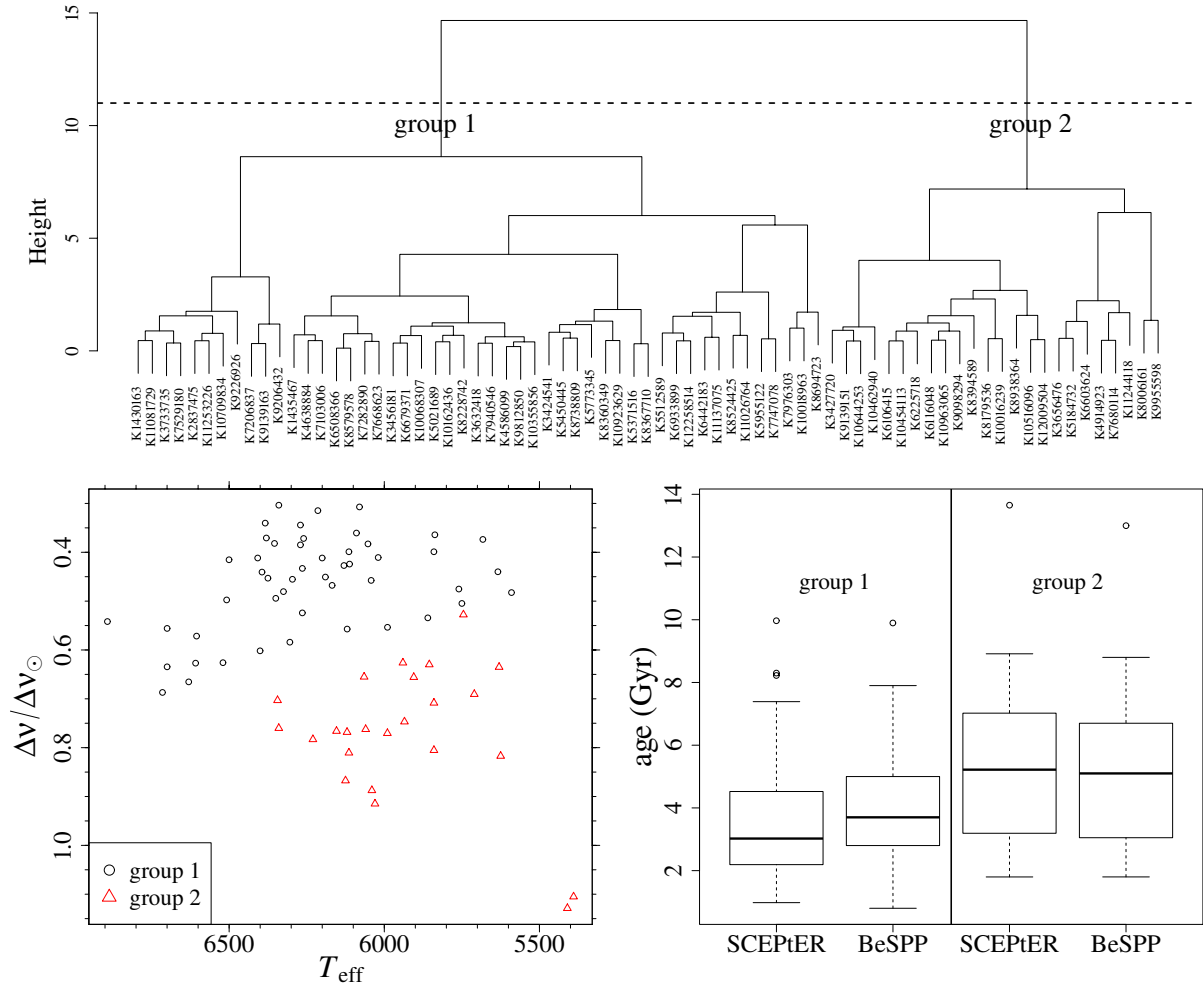 15
10
5
0
Height
group 1
group 2
K1430163
K11081729
K3733735
K7529180
K2837475
K11253226
K10709834
K9226926
K7206837
K9139163
K9206432
K1435467
K4638884
K7103006
K6508366
K8579578
K7282890
K7668623
K3456181
K6679371
K10068307
K5021689
K10162436
K8228742
K3632418
K7940546
K4586099
K9812850
K10355856
K3424541
K5450445
K8738809
K5773345
K8360349
K10923629
K5371516
K8367710
K5512589
K6933899
K12258514
K6442183
K11137075
K8524425
K11026764
K5955122
K7747078
K7976303
K10018963
K8694723
K3427720
K9139151
K10644253
K10462940
K6106415
K10454113
K6225718
K6116048
K10963065
K9098294
K8394589
K8179536
K10016239
K8938364
K10516096
K12009504
K3656476
K5184732
K6603624
K4914923
K7680114
K11244118
K8006161
K9955598
0.4
0.6
0.8
1.0
Δν/Δν☉
group 1
group 2
6500
6000
5500
Teff
14
12
10
8
6
4
2
age (Gyr)
group 1
group 2
SCEPtER
BeSPP
SCEPtER
BeSPP